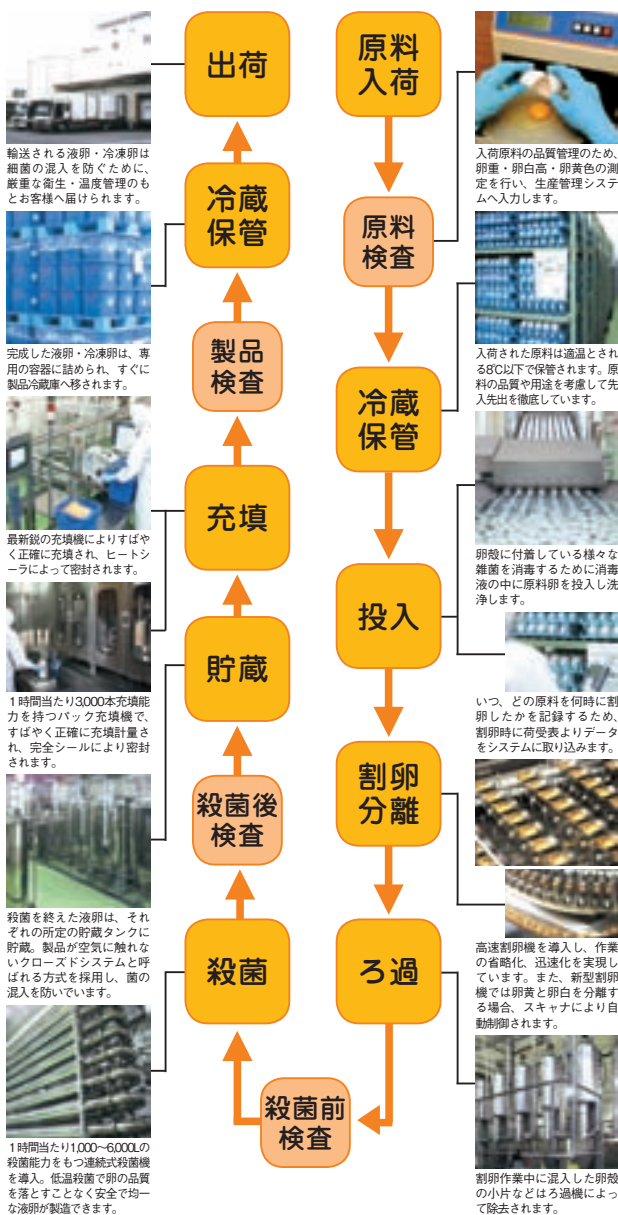 原料
入荷
入荷原料の品質管理のため、
卵重・卵白高・卵黄色の測
定を行い、生産管理システ
ムへ入力します。
原料
検査
冷蔵
保管
入荷された原料は適温とされ
る8℃以下で保管されます。原
料の品質や用途を考慮して先
入先出を徹底しています。
投入
卵殻に付着している様々な
雑菌を消毒するために消毒
液の中に原料卵を投入し洗
浄します。
いつ、どの原料を何時に割
卵したかを記録するため、
割卵時に荷受表よりデータ
をシステムに取り込みます。
割卵
分離
高速割卵機を導入し、作業
の省略化、迅速化を実現し
ています。また、新型割卵
機では卵黄と卵白を分離す
る場合、スキャナにより自
動制御されます。
ろ過
割卵作業中に混入した卵殻
の小片などはろ過機によっ
て除去されます。
殺菌前
検査
殺菌
1時間当たり1,000〜6,000Lの
殺菌能力をもつ連続式殺菌機
を導入。低温殺菌で卵の品質
を落とすことなく安全で均一
な液卵が製造できます。
殺菌後
検査
貯蔵
殺菌を終えた液卵は、それ
ぞれの所定の貯蔵タンクに
貯蔵。製品が空気に触れな
いクローズドシステムと呼
ばれる方式を採用し、菌の
混入を防いでいます。
充填
最新鋭の充填機によりすばや
く正確に充填され、ヒートシ
ーラによって密封されます。
1時間当たり3,000本充填能
力を持つパック充填機で、
すばやく正確に充填計量さ
れ、完全シールにより密封
されます。
製品
検査
冷蔵
保管
完成した液卵・冷凍卵は、専
用の容器に詰められ、すぐに
製品冷蔵庫へ移されます。
出荷
輸送される液卵・冷凍卵は
細菌の混入を防ぐために、
厳重な衛生・温度管理のも
とお客様へ届けられます。